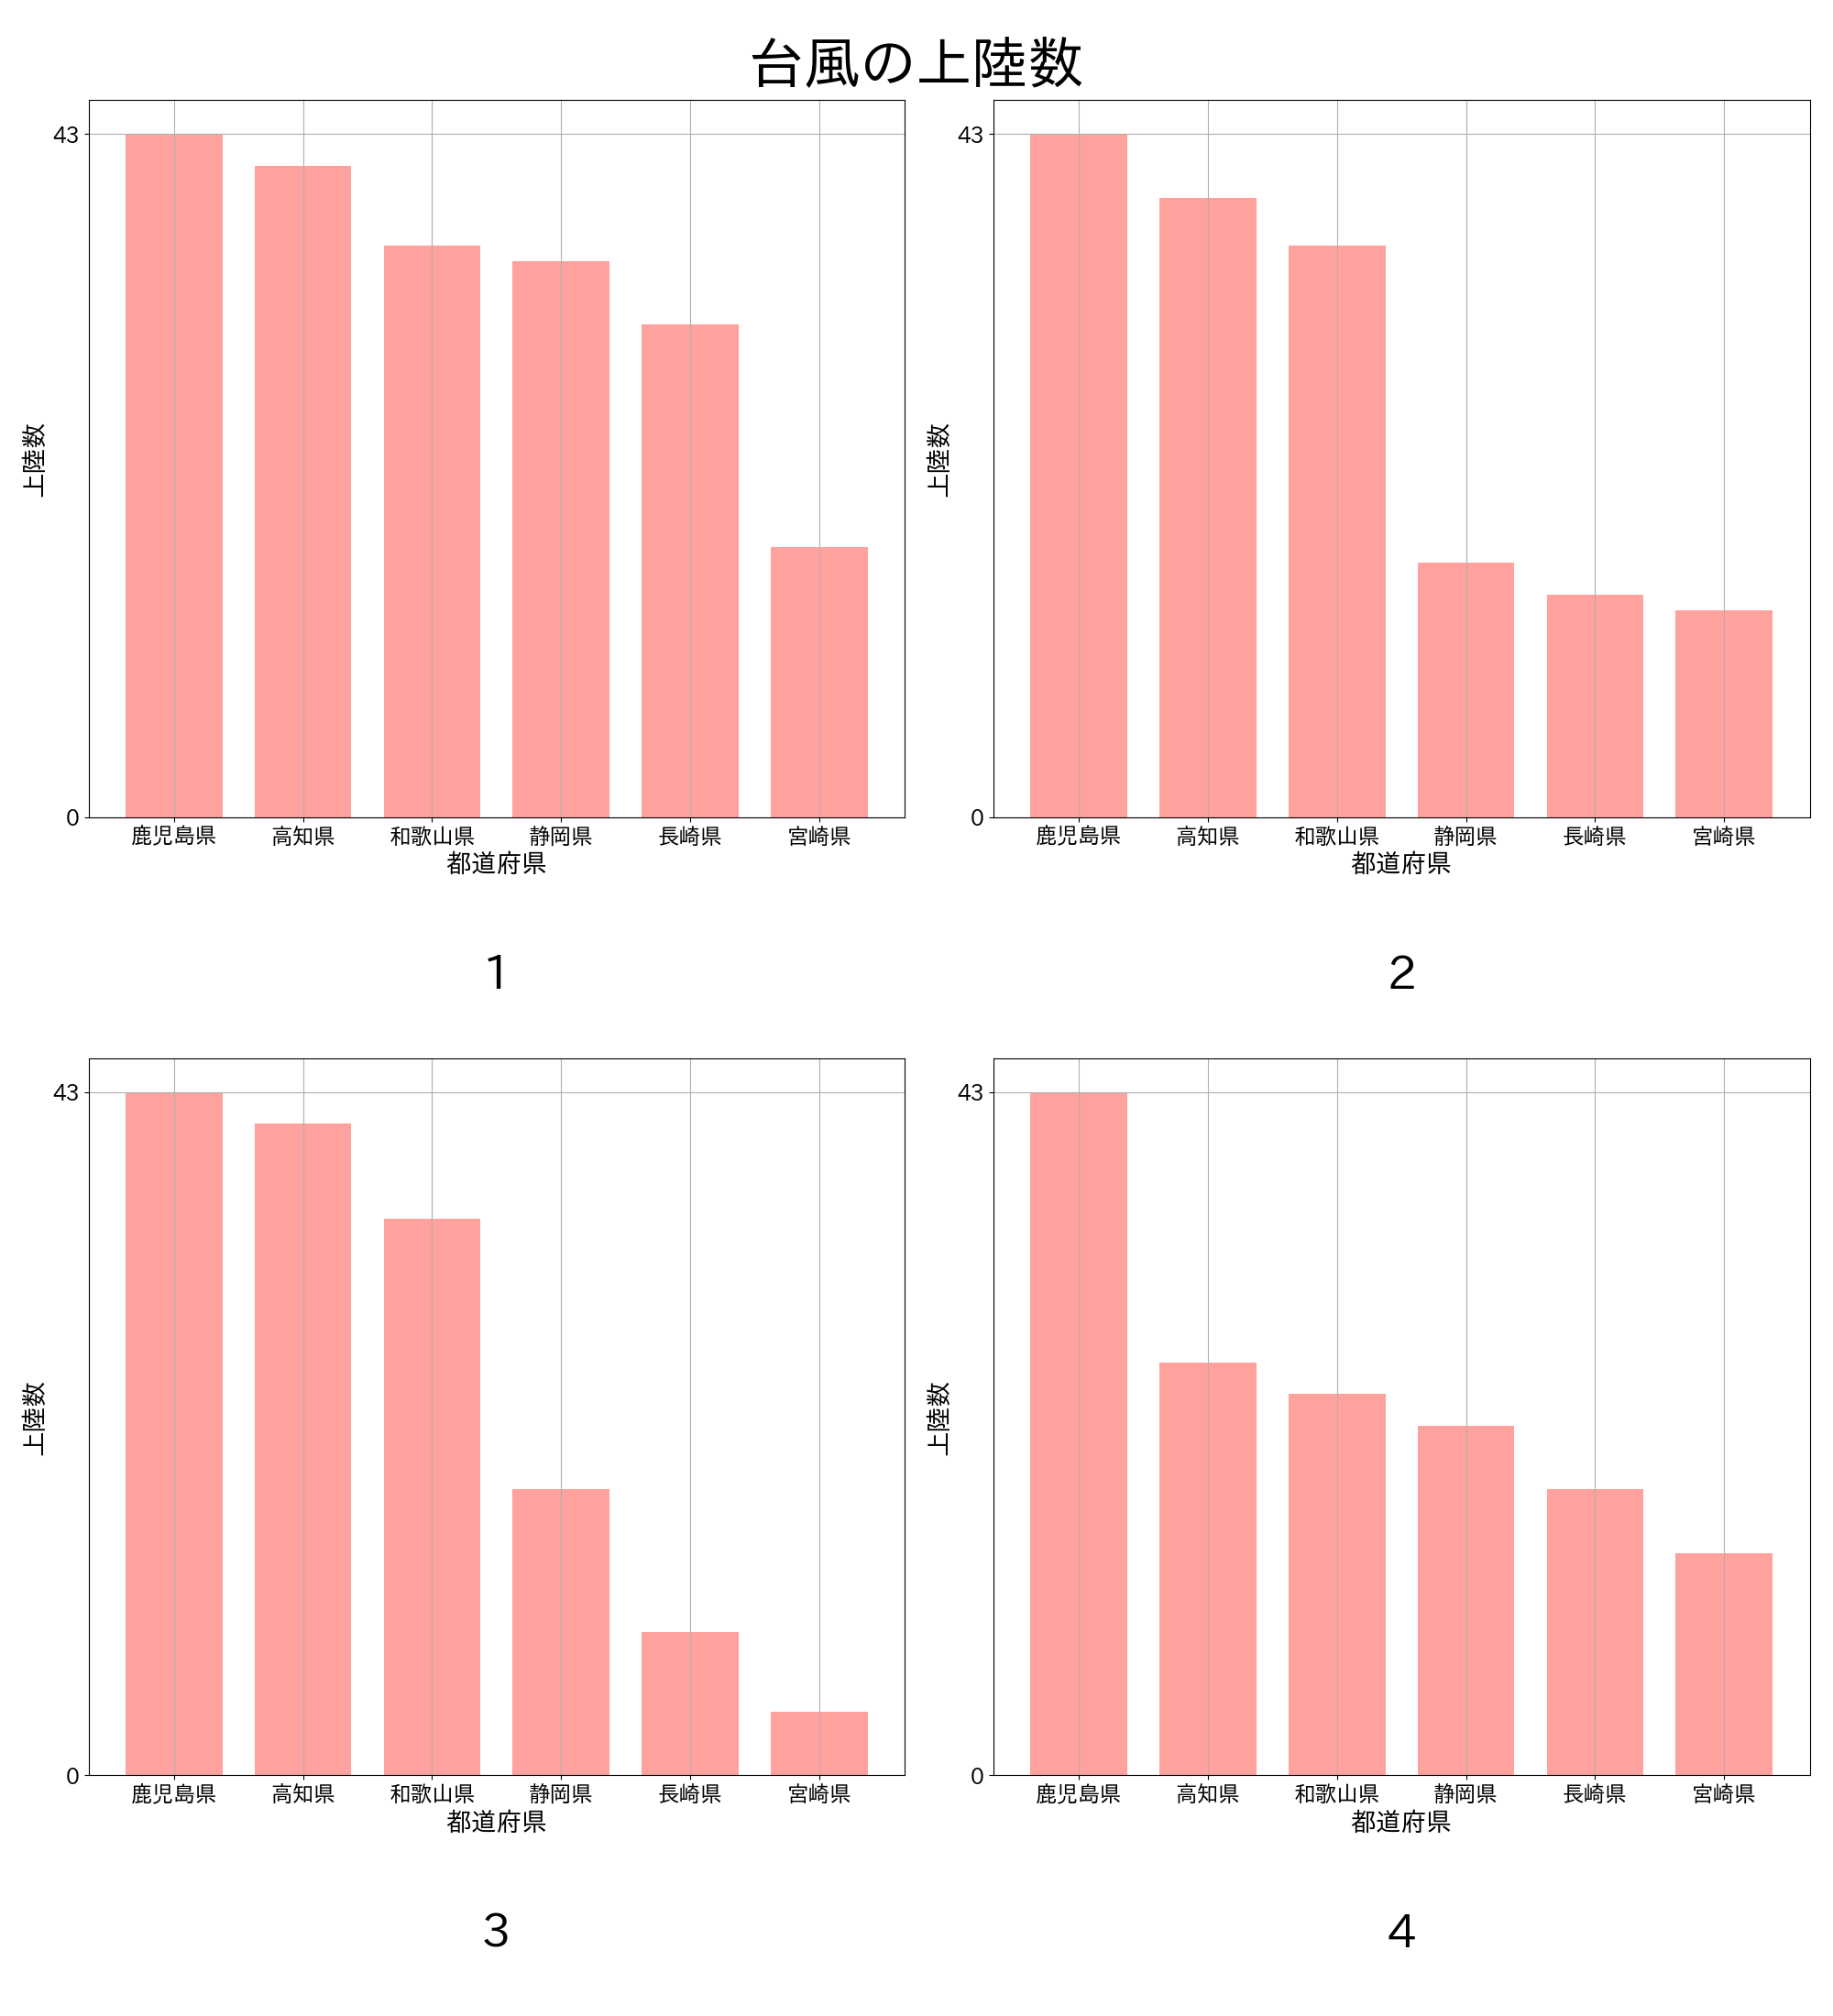 台風の上陸数
43
0
上陸数
鹿児島県 高知県 和歌山県 静岡県 長崎県 宮崎県
都道府県
1
43
0
上陸数
鹿児島県 高知県 和歌山県 静岡県 長崎県 宮崎県
都道府県
2
43
0
上陸数
鹿児島県 高知県 和歌山県 静岡県 長崎県 宮崎県
都道府県
3
43
0
上陸数
鹿児島県 高知県 和歌山県 静岡県 長崎県 宮崎県
都道府県
4